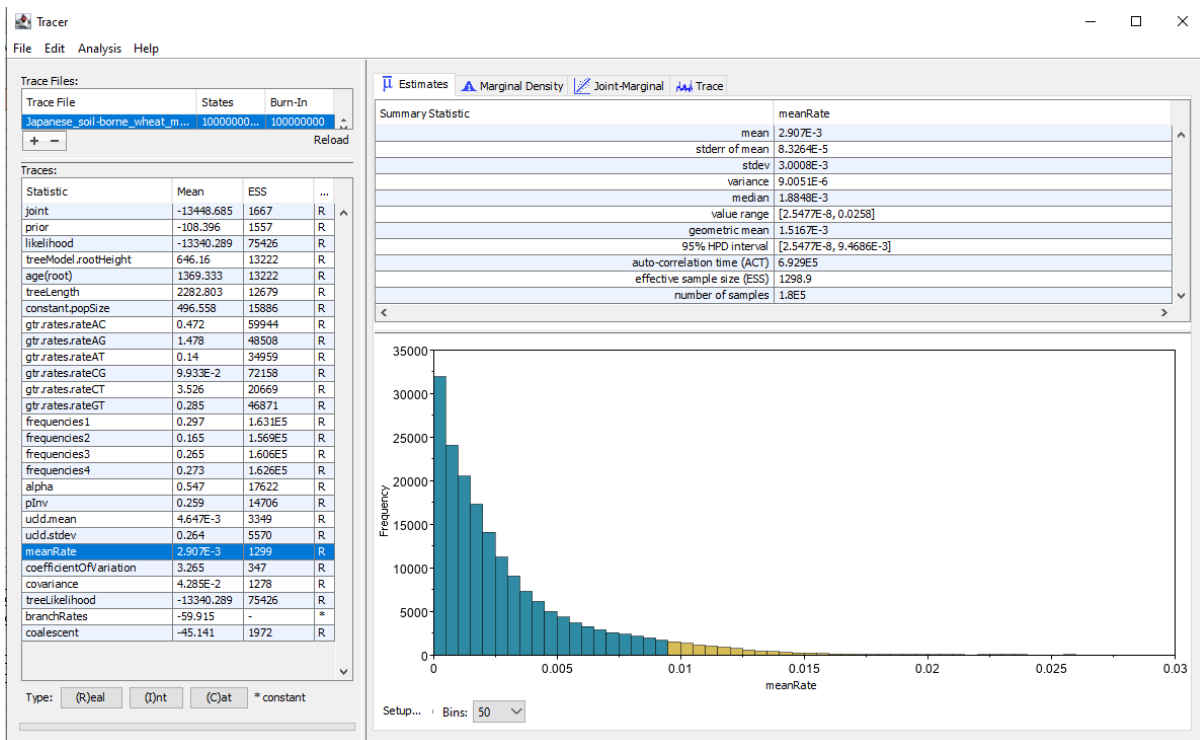 Tracer
File Edit Analysis Help
Trace Files:
Trace File States Burn-In
Japanese_soil-borne_wheat_m... 10000000... 100000000
+ − Reload
Traces:
Statistic Mean ESS ...
joint -13448.685 1667 R
prior -108.396 1557 R
likelihood -13340.289 75426 R
treeModel.rootHeight 646.16 13222 R
age(root) 1369.333 13222 R
treeLength 2282.803 12679 R
constant.popSize 496.558 15886 R
gtr.rates.rateAC 0.472 59944 R
gtr.rates.rateAG 1.478 48508 R
gtr.rates.rateAT 0.14 34959 R
gtr.rates.rateCG 9.933E-2 72158 R
gtr.rates.rateCT 3.526 20669 R
gtr.rates.rateGT 0.285 46871 R
frequencies1 0.297 1.631E5 R
frequencies2 0.165 1.569E5 R
frequencies3 0.265 1.606E5 R
frequencies4 0.273 1.626E5 R
alpha 0.547 17622 R
pInv 0.259 14706 R
ucld.mean 4.647E-3 3349 R
ucld.stdev 0.264 5570 R
meanRate 2.907E-3 1299 R
coefficientOfVariation 3.265 347 R
covariance 4.285E-2 1278 R
treeLikelihood -13340.289 75426 R
branchRates -59.915 - *
coalescent -45.141 1972 R
Type: (R)eal (I)nt (C)at * constant
μ Estimates Marginal Density Joint-Marginal Trace
Summary Statistic meanRate
mean 2.907E-3
stderr of mean 8.3264E-5
stdev 3.0008E-3
variance 9.0051E-6
median 1.8848E-3
value range [2.5477E-8, 0.0258]
geometric mean 1.5167E-3
95% HPD interval [2.5477E-8, 9.4686E-3]
auto-correlation time (ACT) 6.929E5
effective sample size (ESS) 1298.9
number of samples 1.8E5
35000
30000
25000
20000
15000
10000
5000
0
Frequency
0 0.005 0.01 0.015 0.02 0.025 0.03
meanRate
Setup... Bins: 50